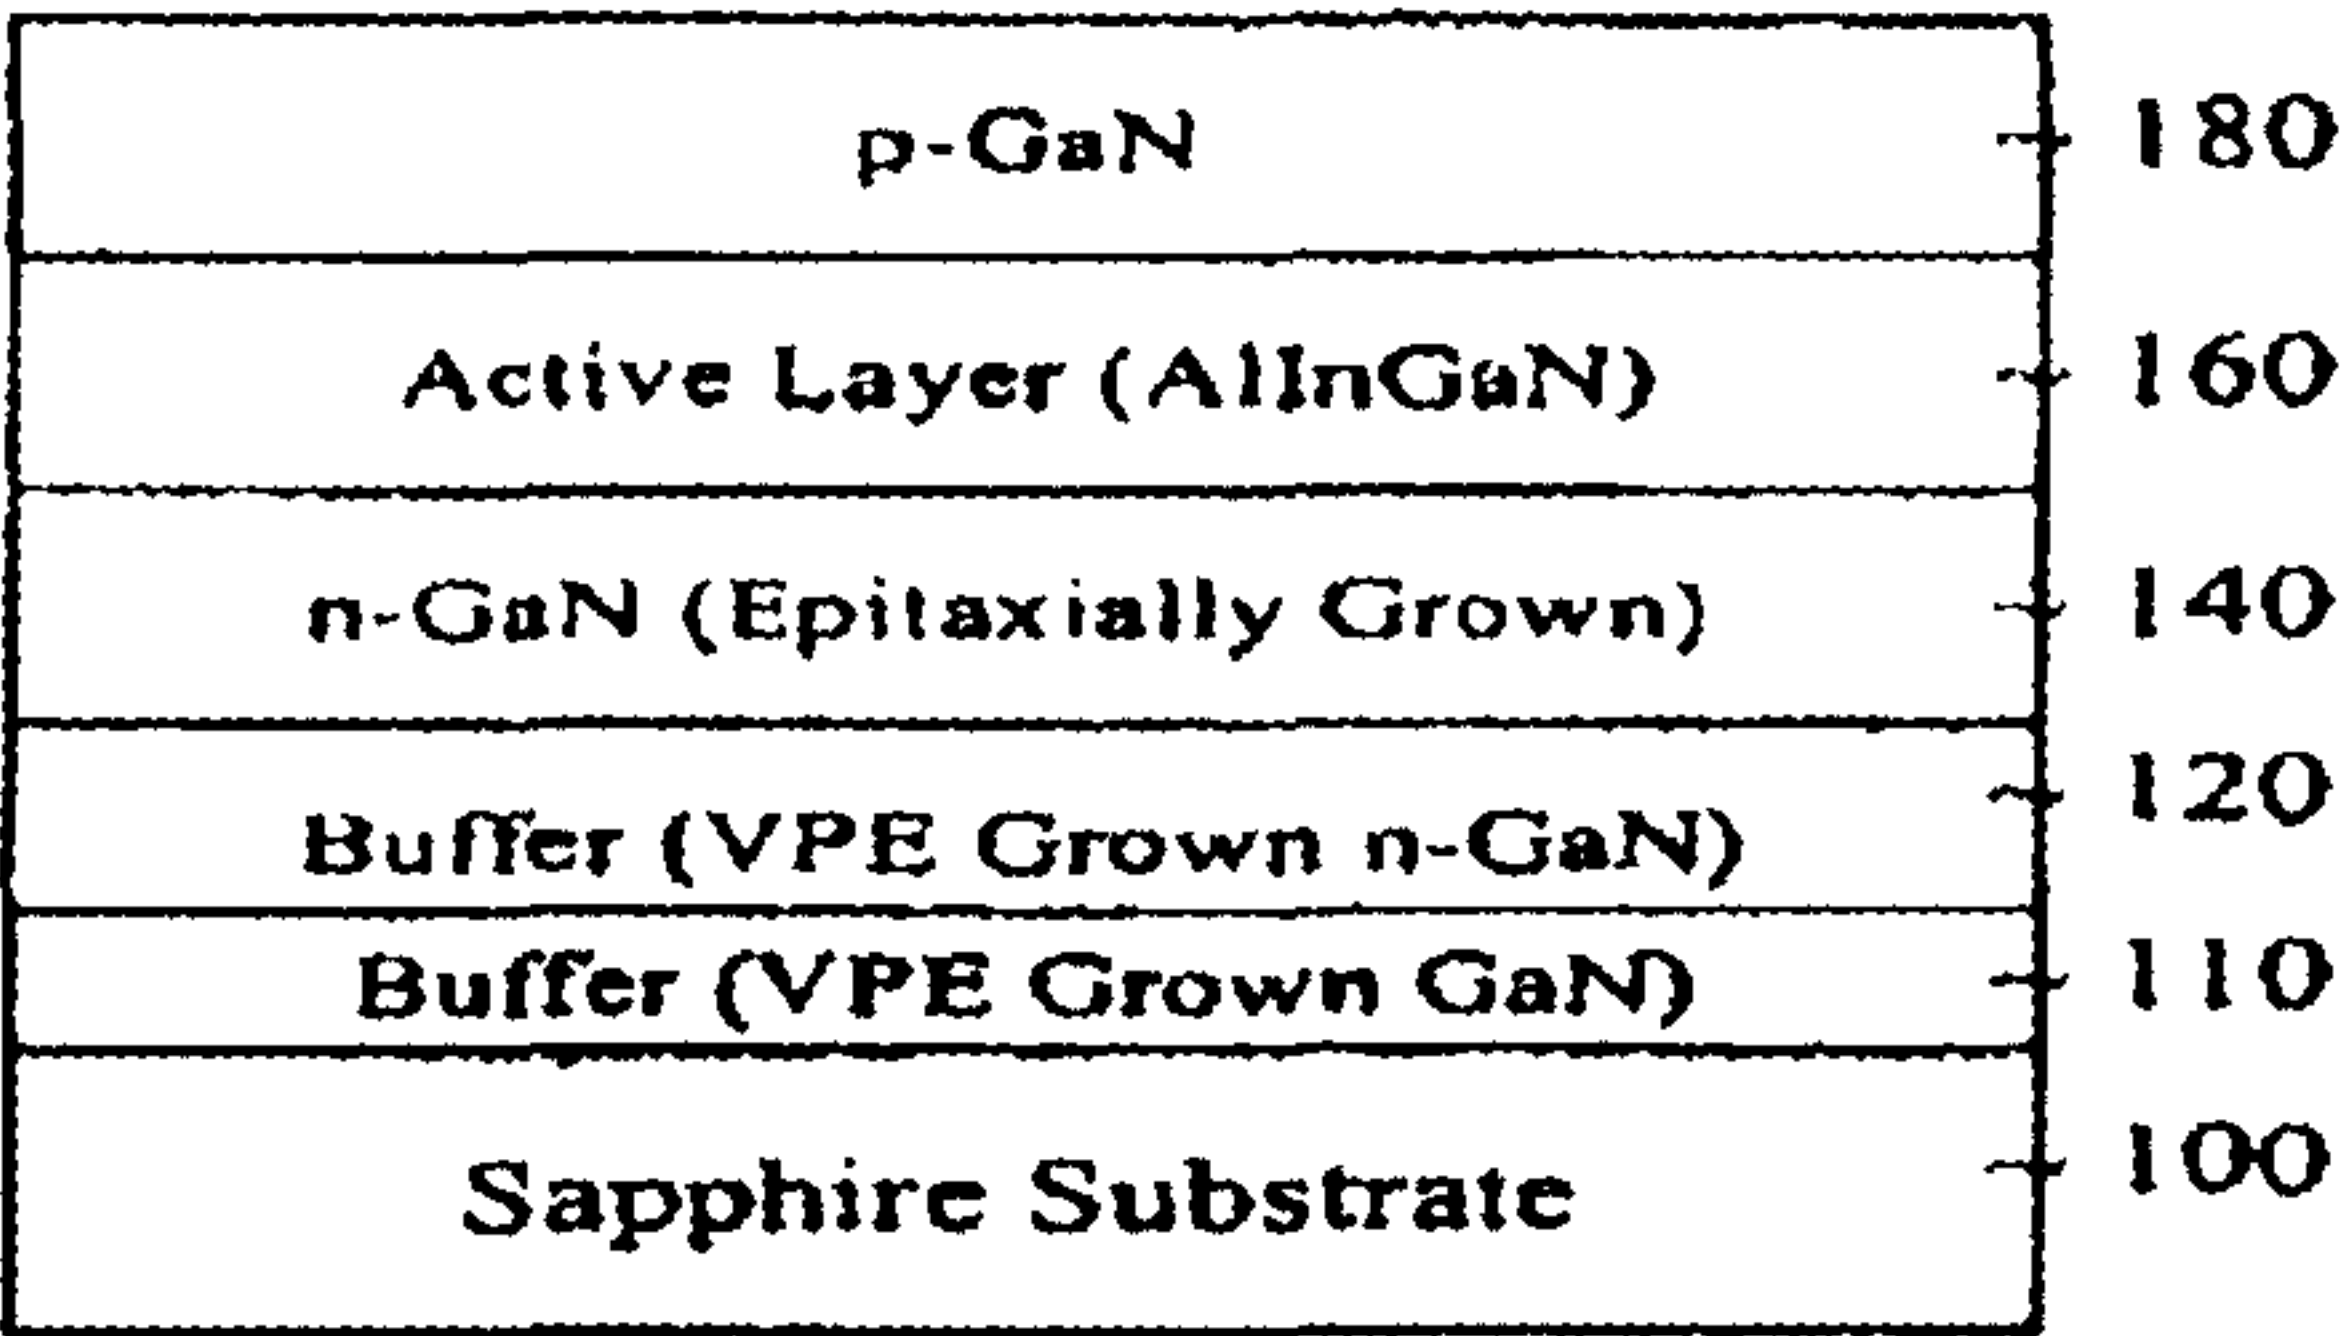 p-GaN 180
Active Layer (AlInGaN) 160
n-GaN (Epitaxially Grown) 140
Buffer (VPE Grown n-GaN) 120
Buffer (VPE Grown GaN) 110
Sapphire Substrate 100